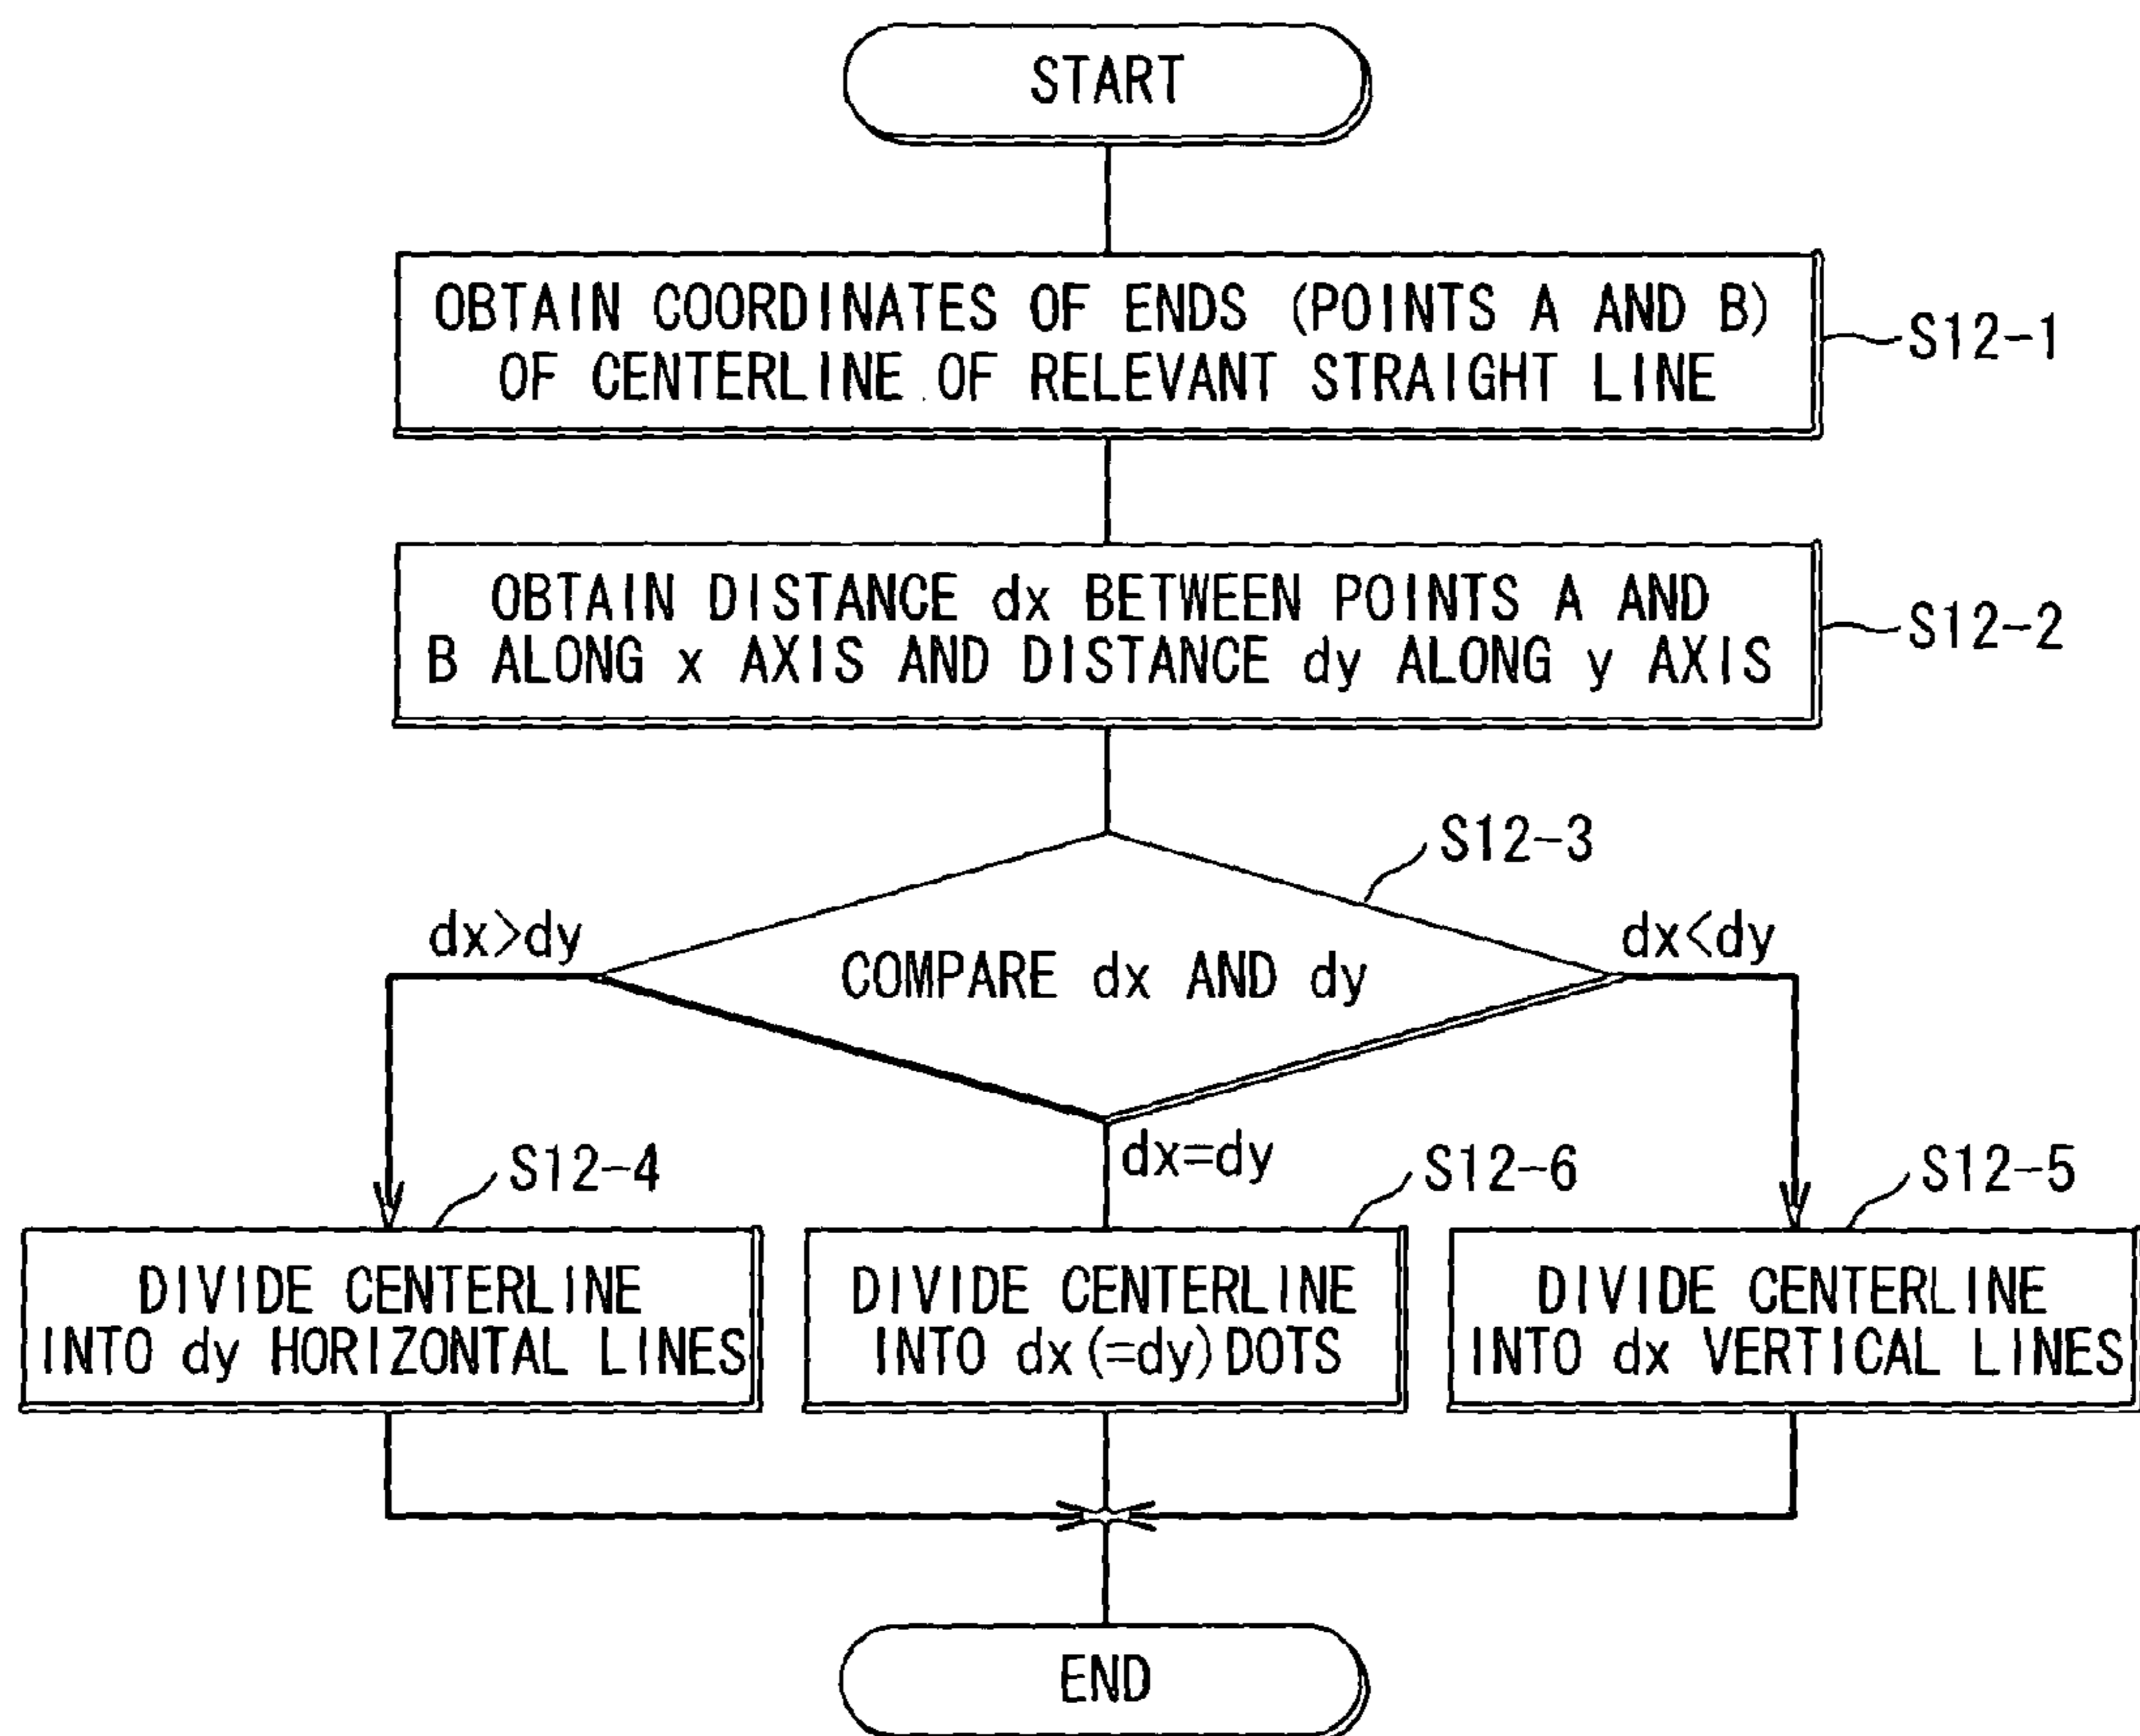 START
OBTAIN COORDINATES OF ENDS (POINTS A AND B)
OF CENTERLINE OF RELEVANT STRAIGHT LINE
S12-1
OBTAIN DISTANCE dx BETWEEN POINTS A AND
B ALONG x AXIS AND DISTANCE dy ALONG y AXIS
S12-2
S12-3
dx>dy
COMPARE dx AND dy
dx<dy
dx=dy
S12-4
S12-6
S12-5
DIVIDE CENTERLINE
INTO dy HORIZONTAL LINES
DIVIDE CENTERLINE
INTO dx(=dy)DOTS
DIVIDE CENTERLINE
INTO dx VERTICAL LINES
END